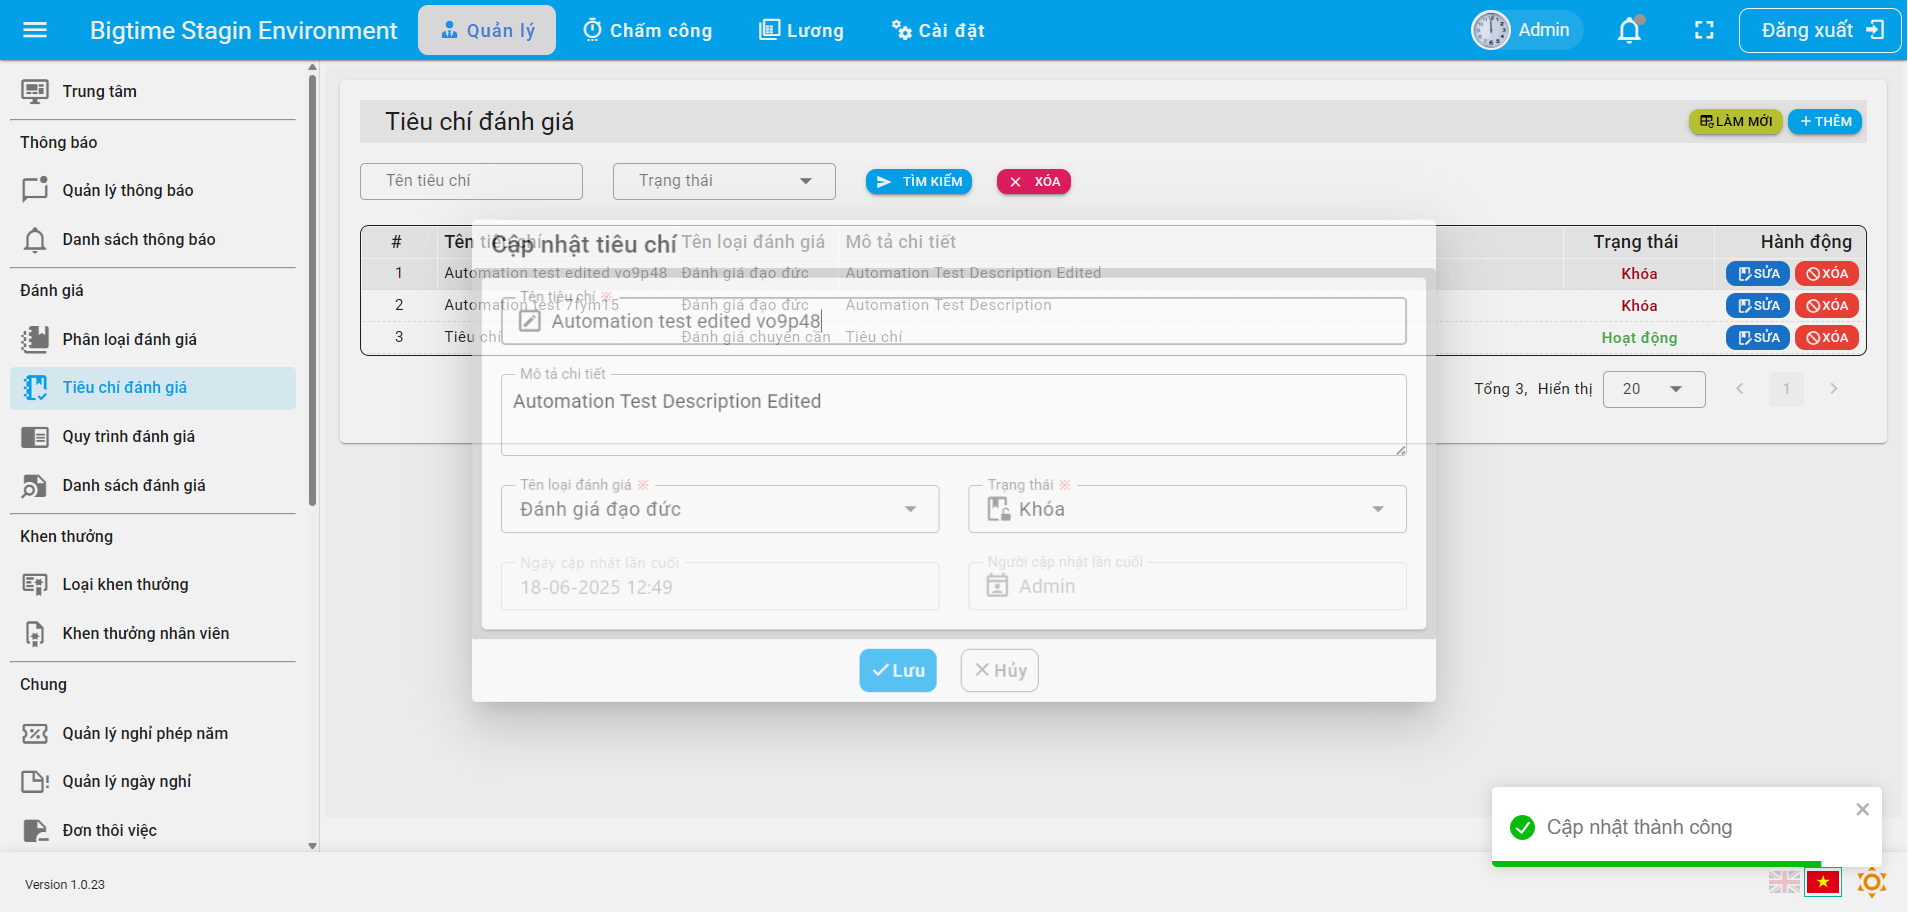 Bigtime Stagin Environment
Quản lý
Chấm công
Lương
Cài đặt
Admin
Đăng xuất
Trung tâm
Thông báo
Quản lý thông báo
Danh sách thông báo
Đánh giá
Phân loại đánh giá
Tiêu chí đánh giá
Quy trình đánh giá
Danh sách đánh giá
Khen thưởng
Loại khen thưởng
Khen thưởng nhân viên
Chung
Quản lý nghỉ phép năm
Quản lý ngày nghỉ
Đơn thôi việc
Version 1.0.23
Tiêu chí đánh giá
LÀM MỚI
+ THÊM
Tên tiêu chí
Trạng thái
TÌM KIẾM
XÓA
# Tên tiêu chí Tên loại đánh giá Mô tả chi tiết Trạng thái Hành động
1 Automation test edited vo9p48 Đánh giá đạo đức Automation Test Description Edited Khóa SỬA XÓA
2 Automation test 7fym15 Đánh giá đạo đức Automation Test Description Khóa SỬA XÓA
3 Tiêu chí Đánh giá chuyên cần Tiêu chí Hoạt động SỬA XÓA
Tổng 3, Hiển thị 20 1
Cập nhật tiêu chí
Tên tiêu chí ※
Automation test edited vo9p48
Mô tả chi tiết
Automation Test Description Edited
Tên loại đánh giá ※
Đánh giá đạo đức
Trạng thái ※
Khóa
Ngày cập nhật lần cuối
18-06-2025 12:49
Người cập nhật lần cuối
Admin
Lưu
Hủy
Cập nhật thành công